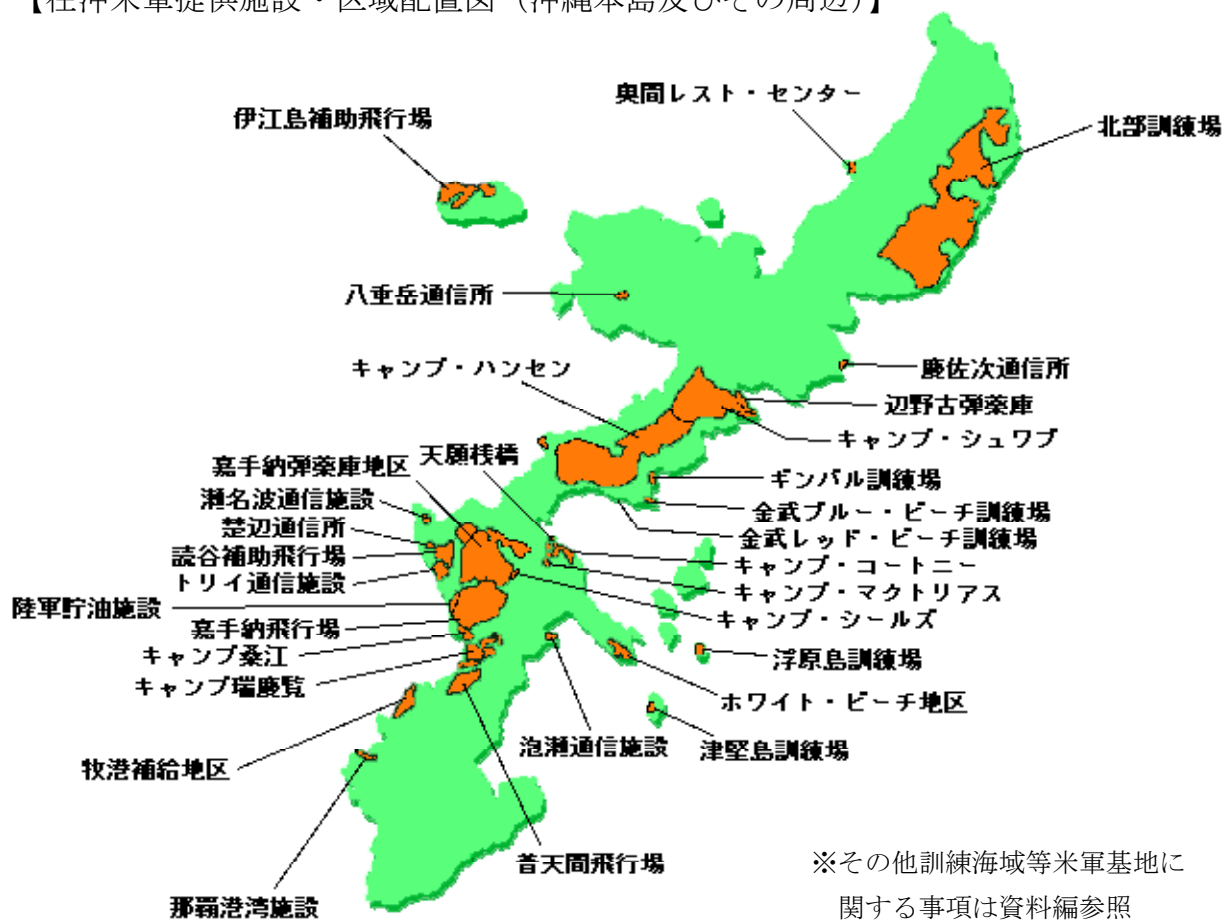 【在沖米軍提供施設・区域配置図（沖縄本島及びその周辺）】
奥間レスト・センター
伊江島補助飛行場
北部訓練場
八重岳通信所
キャンプ・ハンセン
慶佐次通信所
辺野古弾薬庫
キャンプ・シュワブ
天願桟橋
嘉手納弾薬庫地区
ギンバル訓練場
瀬名波通信施設
金武ブルー・ビーチ訓練場
楚辺通信所
金武レッド・ビーチ訓練場
読谷補助飛行場
キャンプ・コートニー
トリイ通信施設
キャンプ・マクトリアス
陸軍貯油施設
キャンプ・シールズ
嘉手納飛行場
キャンプ桑江
浮原島訓練場
キャンプ瑞慶覧
ホワイト・ビーチ地区
泡瀬通信施設
津堅島訓練場
牧港補給地区
普天間飛行場
那覇港湾施設
※その他訓練海域等米軍基地に
関する事項は資料編参照